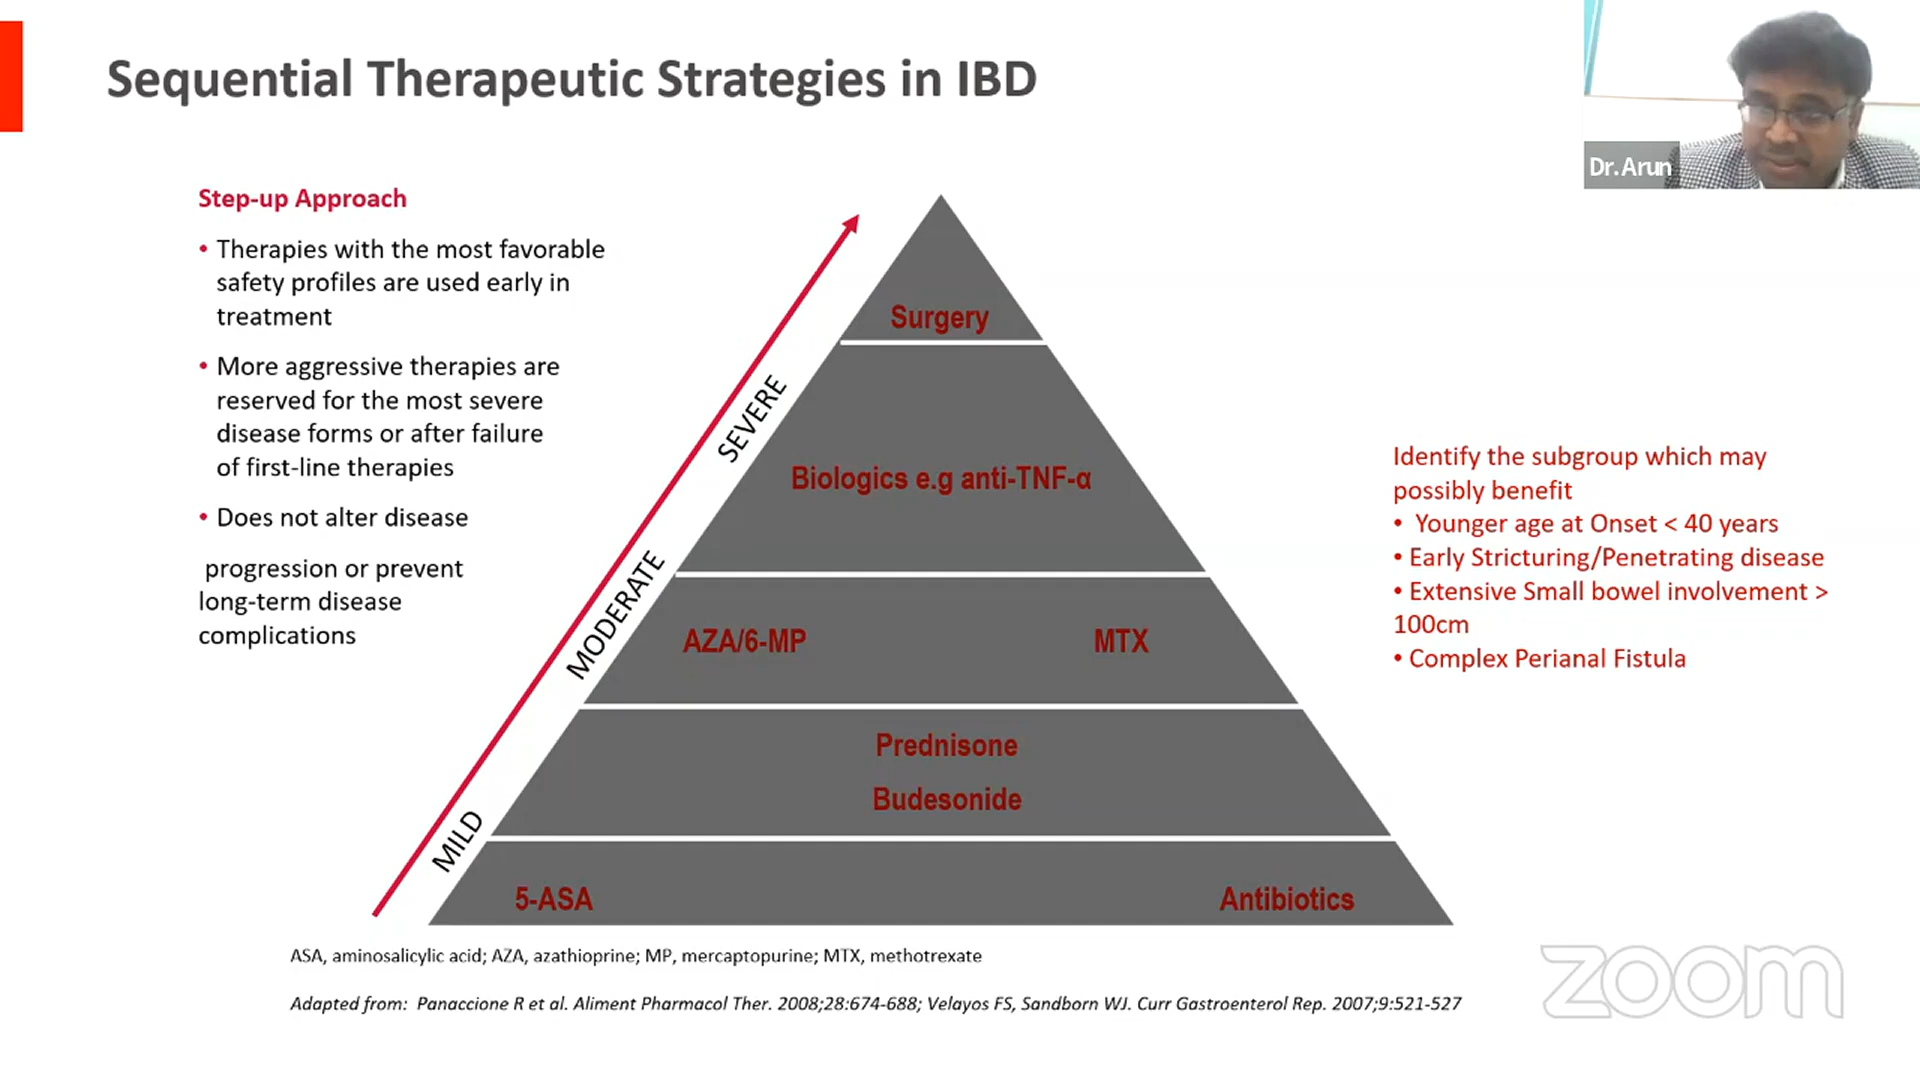 Sequential Therapeutic Strategies in IBD
Dr. Arun
Step-up Approach
• Therapies with the most favorable
safety profiles are used early in
treatment
• More aggressive therapies are
reserved for the most severe
disease forms or after failure
of first-line therapies
• Does not alter disease
progression or prevent
long-term disease
complications
SEVERE
MODERATE
MILD
Surgery
Biologics e.g anti-TNF-α
AZA/6-MP MTX
Prednisone
Budesonide
5-ASA Antibiotics
Identify the subgroup which may
possibly benefit
• Younger age at Onset < 40 years
• Early Stricturing/Penetrating disease
• Extensive Small bowel involvement >
100cm
• Complex Perianal Fistula
ASA, aminosalicylic acid; AZA, azathioprine; MP, mercaptopurine; MTX, methotrexate
Adapted from: Panaccione R et al. Aliment Pharmacol Ther. 2008;28:674-688; Velayos FS, Sandborn WJ. Curr Gastroenterol Rep. 2007;9:521-527
zoom